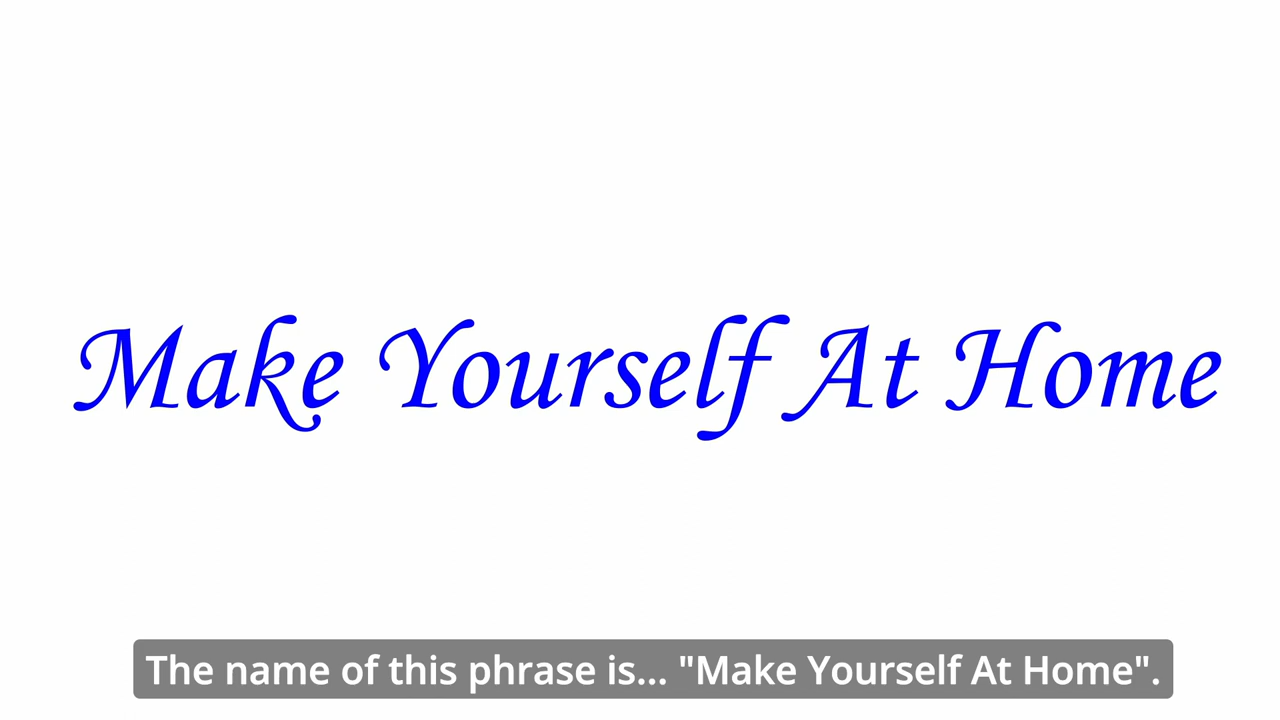 Make Yourself At Home
The name of this phrase is... "Make Yourself At Home".